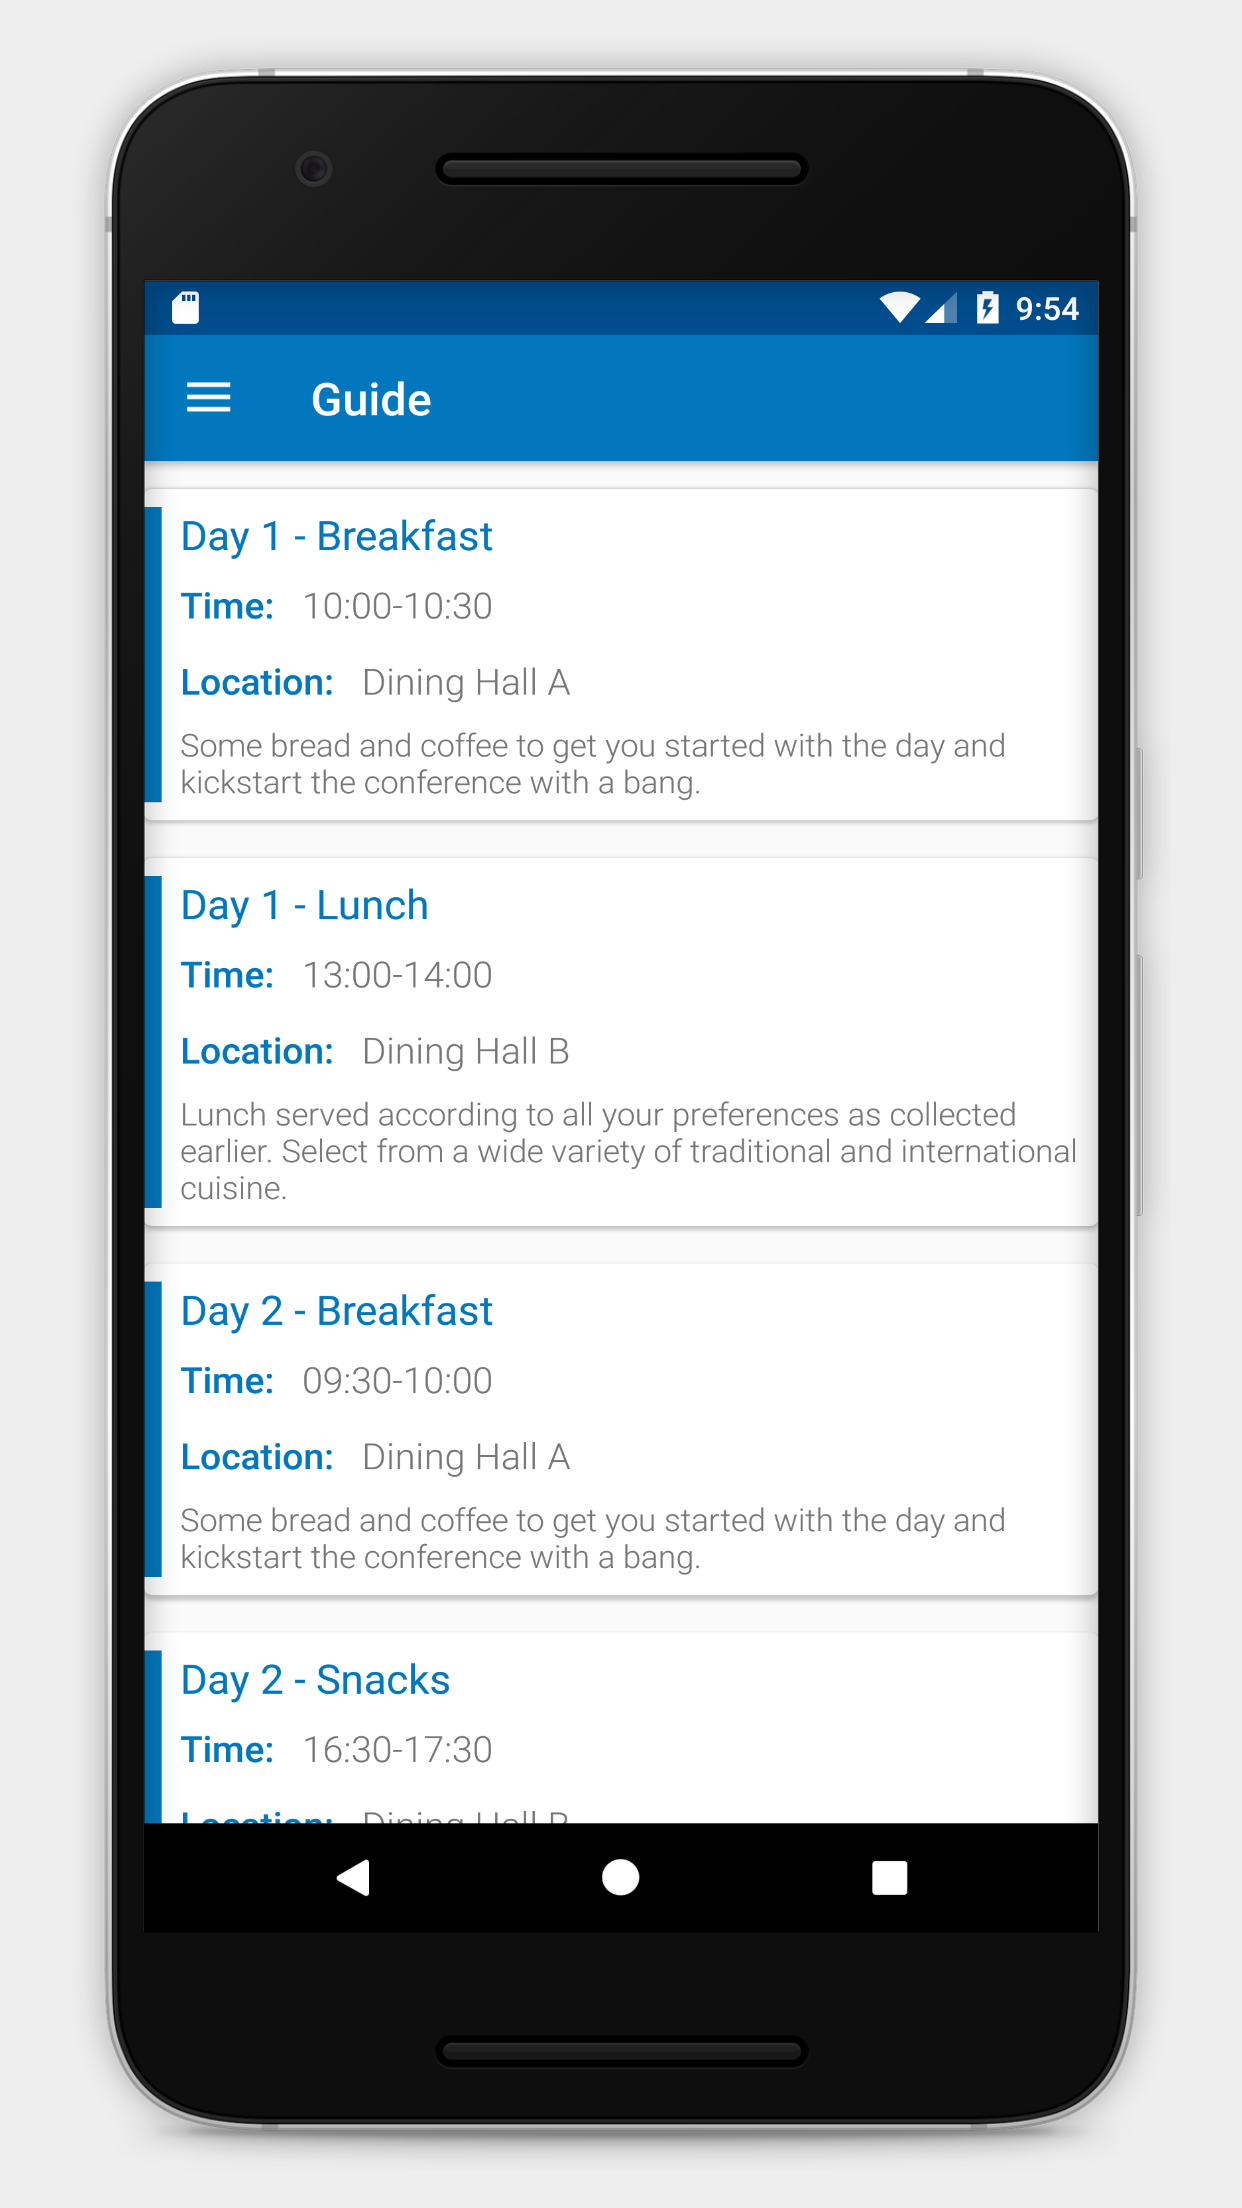 9:54
Guide
Day 1 - Breakfast
Time: 10:00-10:30
Location: Dining Hall A
Some bread and coffee to get you started with the day and
kickstart the conference with a bang.
Day 1 - Lunch
Time: 13:00-14:00
Location: Dining Hall B
Lunch served according to all your preferences as collected
earlier. Select from a wide variety of traditional and international
cuisine.
Day 2 - Breakfast
Time: 09:30-10:00
Location: Dining Hall A
Some bread and coffee to get you started with the day and
kickstart the conference with a bang.
Day 2 - Snacks
Time: 16:30-17:30
Location: Dining Hall B